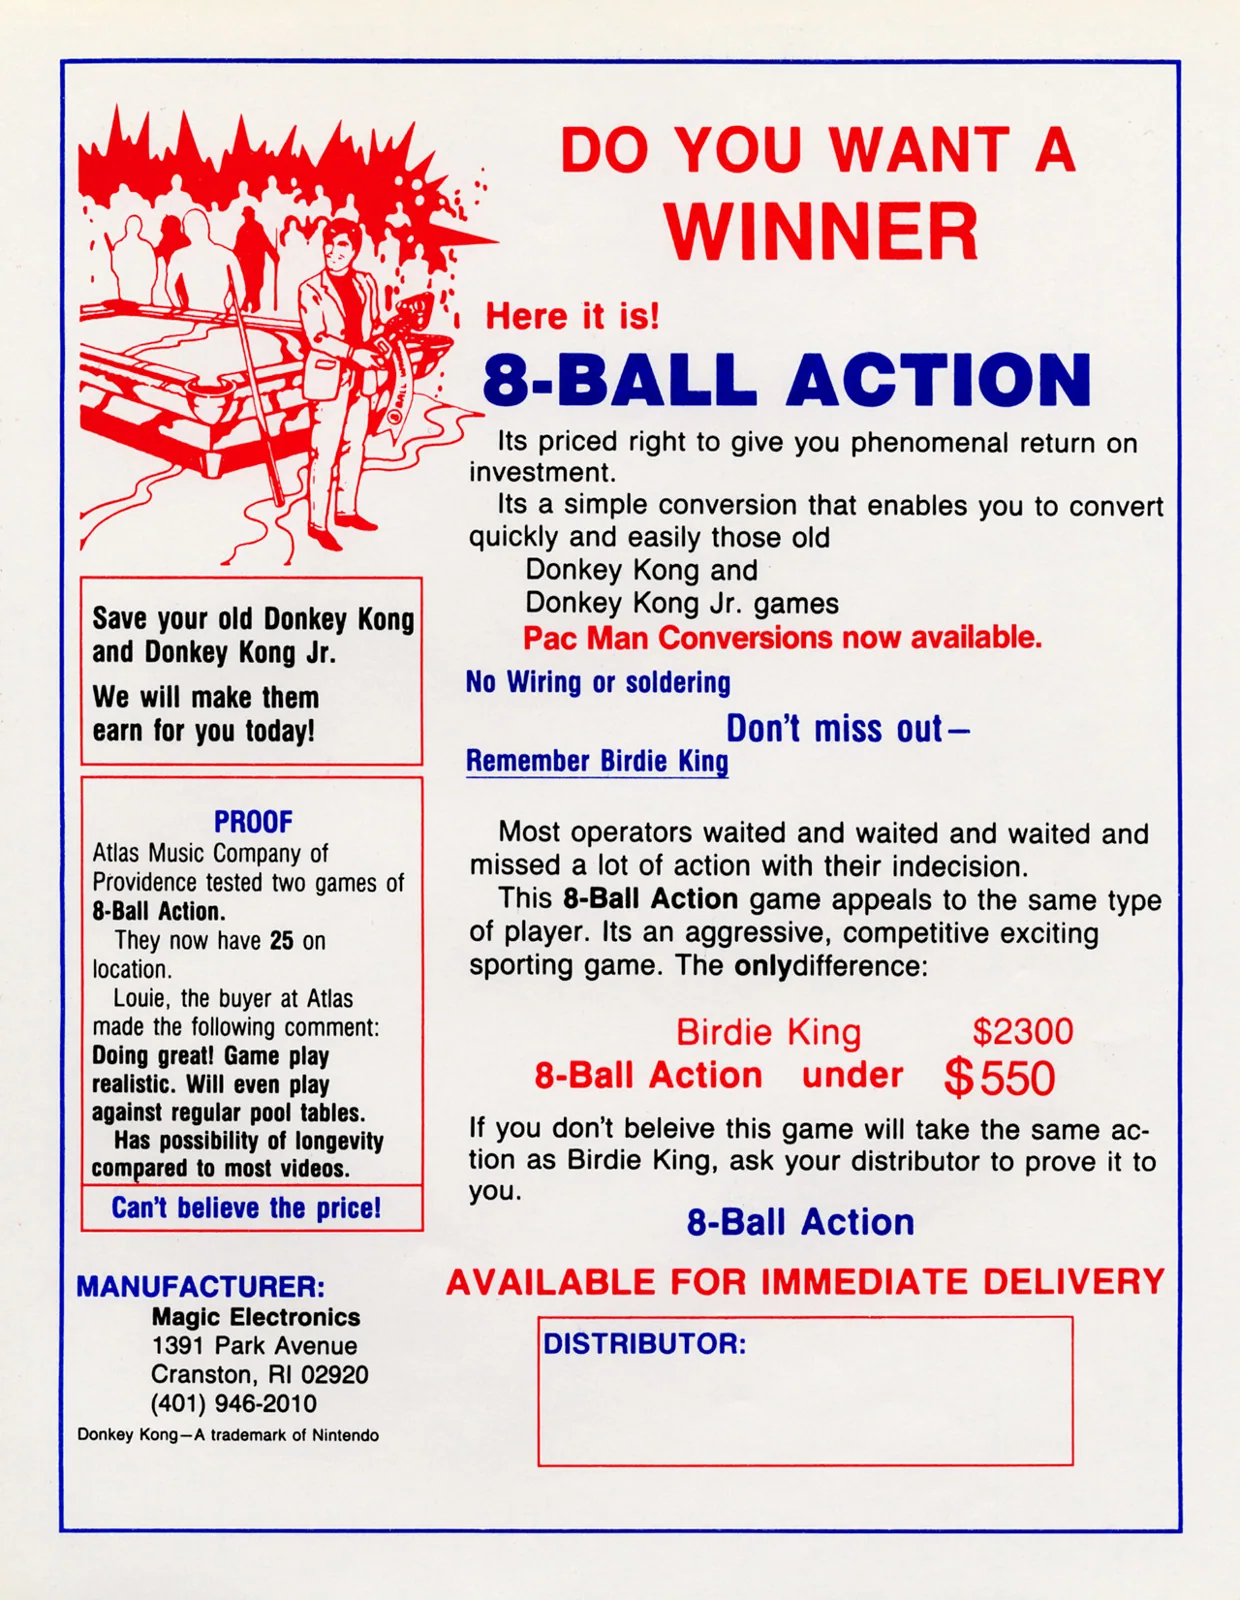 DO YOU WANT A
WINNER
Here it is!
8-BALL ACTION
8 BALL
Its priced right to give you phenomenal return on
investment.
Its a simple conversion that enables you to convert
quickly and easily those old
Donkey Kong and
Donkey Kong Jr. games
Pac Man Conversions now available.
No Wiring or soldering
Don't miss out—
Remember Birdie King
Most operators waited and waited and waited and
missed a lot of action with their indecision.
This 8-Ball Action game appeals to the same type
of player. Its an aggressive, competitive exciting
sporting game. The onlydifference:
Birdie King $2300
8-Ball Action under $550
If you don't beleive this game will take the same ac-
tion as Birdie King, ask your distributor to prove it to
you.
8-Ball Action
AVAILABLE FOR IMMEDIATE DELIVERY
DISTRIBUTOR:
Save your old Donkey Kong
and Donkey Kong Jr.
We will make them
earn for you today!
PROOF
Atlas Music Company of
Providence tested two games of
8-Ball Action.
They now have 25 on
location.
Louie, the buyer at Atlas
made the following comment:
Doing great! Game play
realistic. Will even play
against regular pool tables.
Has possibility of longevity
compared to most videos.
Can't believe the price!
MANUFACTURER:
Magic Electronics
1391 Park Avenue
Cranston, RI 02920
(401) 946-2010
Donkey Kong—A trademark of Nintendo